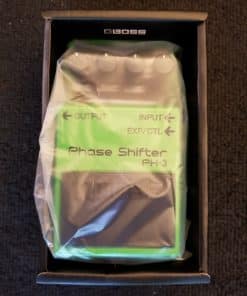 BOSS
← OUTPUT
INPUT ←
EXP/CTL ←
Phase Shifter
PH-3